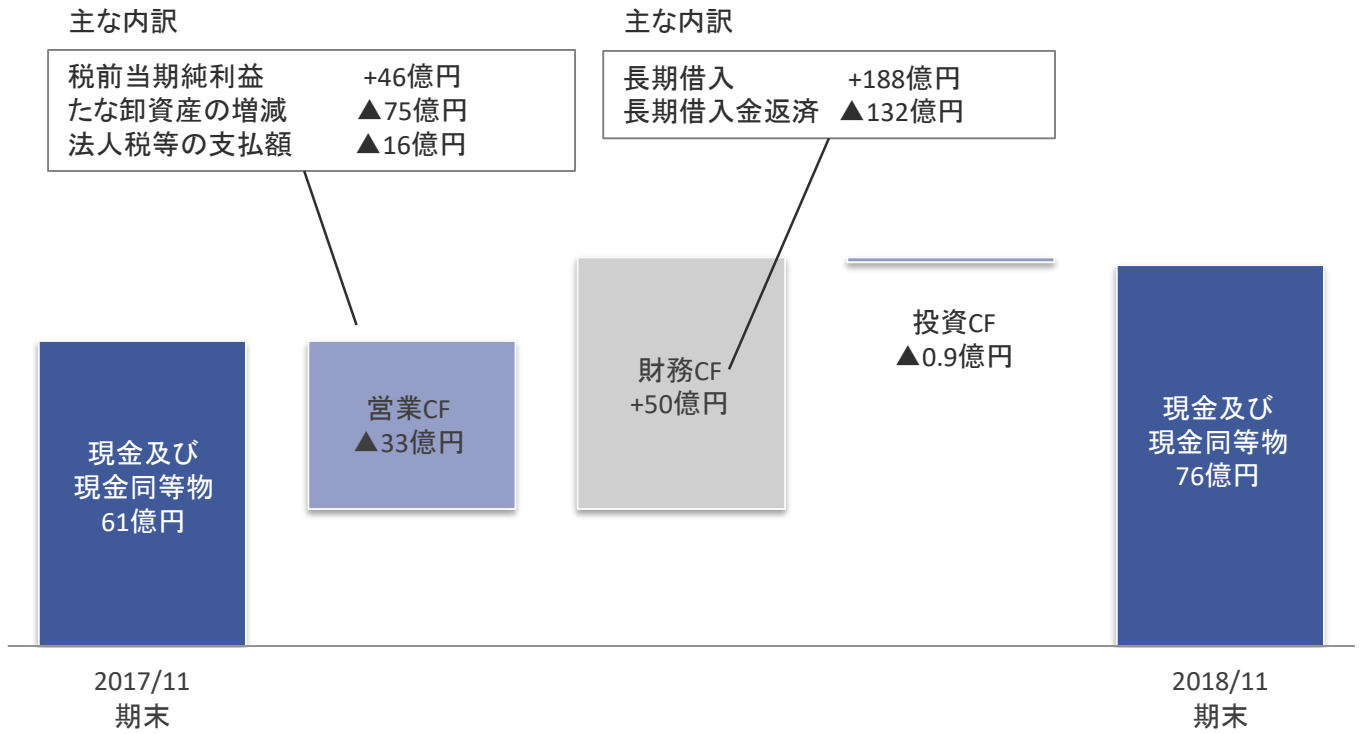 主な内訳
税前当期純利益 +46億円
たな卸資産の増減 ▲75億円
法人税等の支払額 ▲16億円
主な内訳
長期借入 +188億円
長期借入金返済 ▲132億円
現金及び
現金同等物
61億円
営業CF
▲33億円
財務CF
+50億円
投資CF
▲0.9億円
現金及び
現金同等物
76億円
2017/11
期末
2018/11
期末